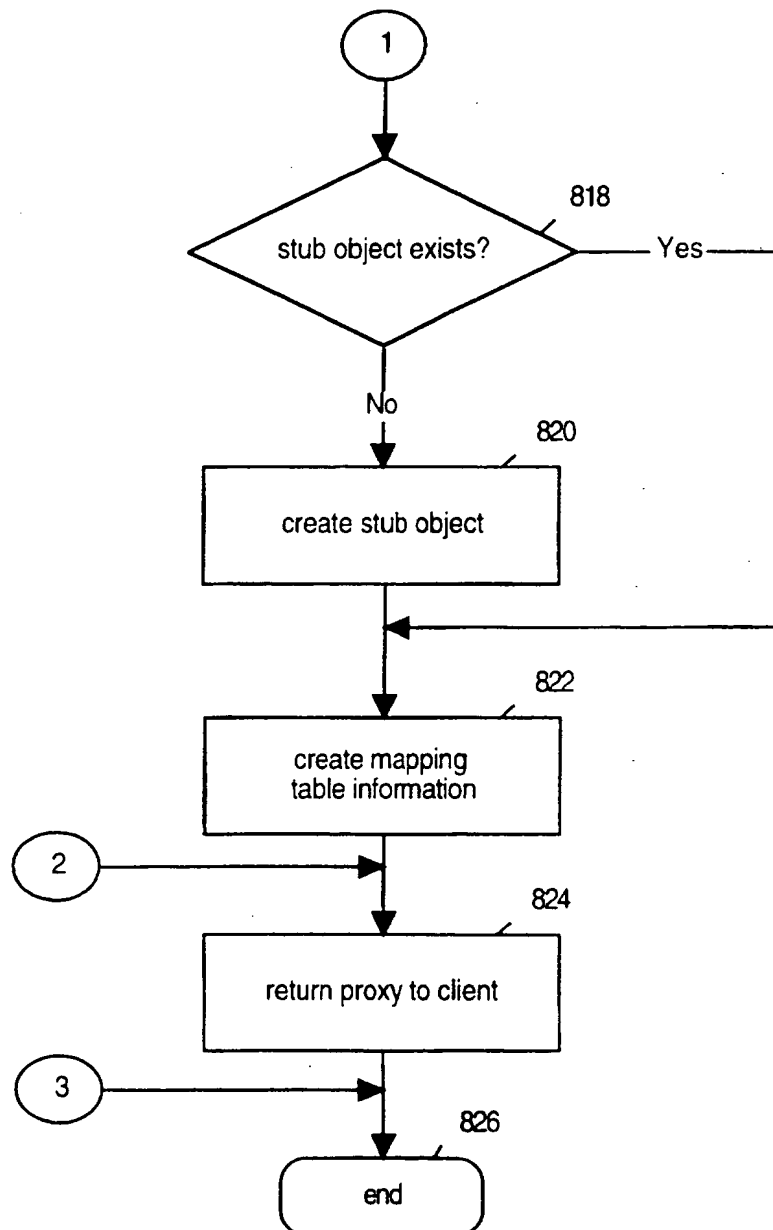 1
818
stub object exists?
Yes
No
820
create stub object
822
create mapping
table information
2
824
return proxy to client
3
826
end